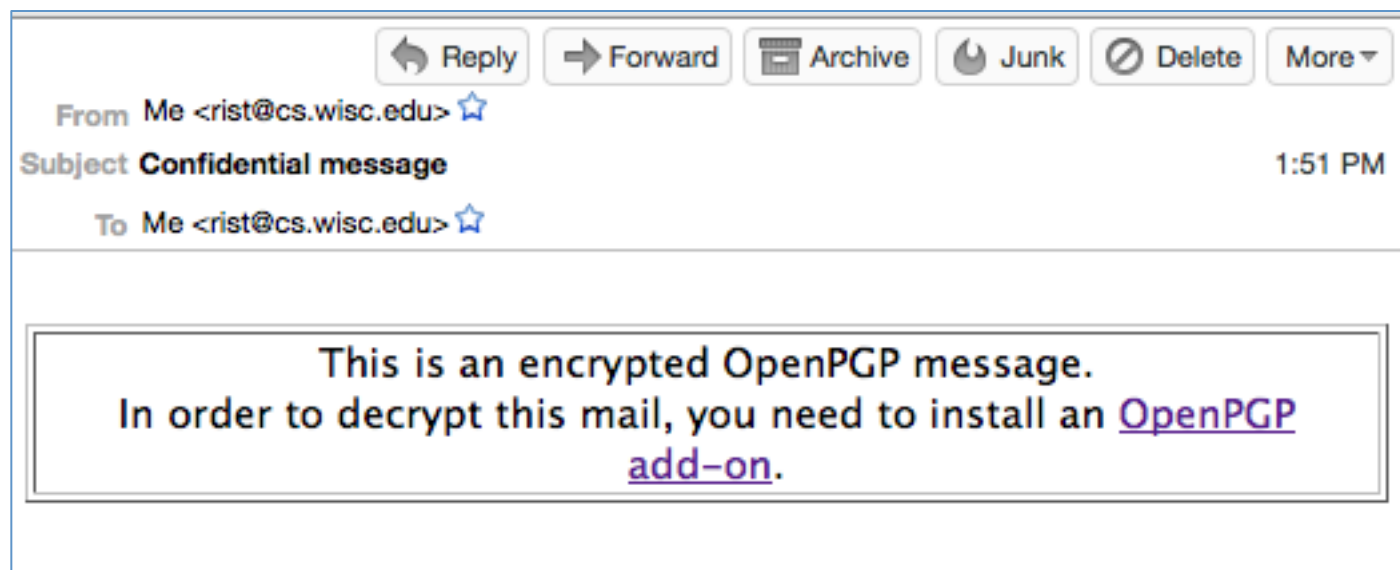 Reply Forward Archive Junk Delete More
From Me <rist@cs.wisc.edu>
Subject Confidential message 1:51 PM
To Me <rist@cs.wisc.edu>
This is an encrypted OpenPGP message.
In order to decrypt this mail, you need to install an OpenPGP
add-on.